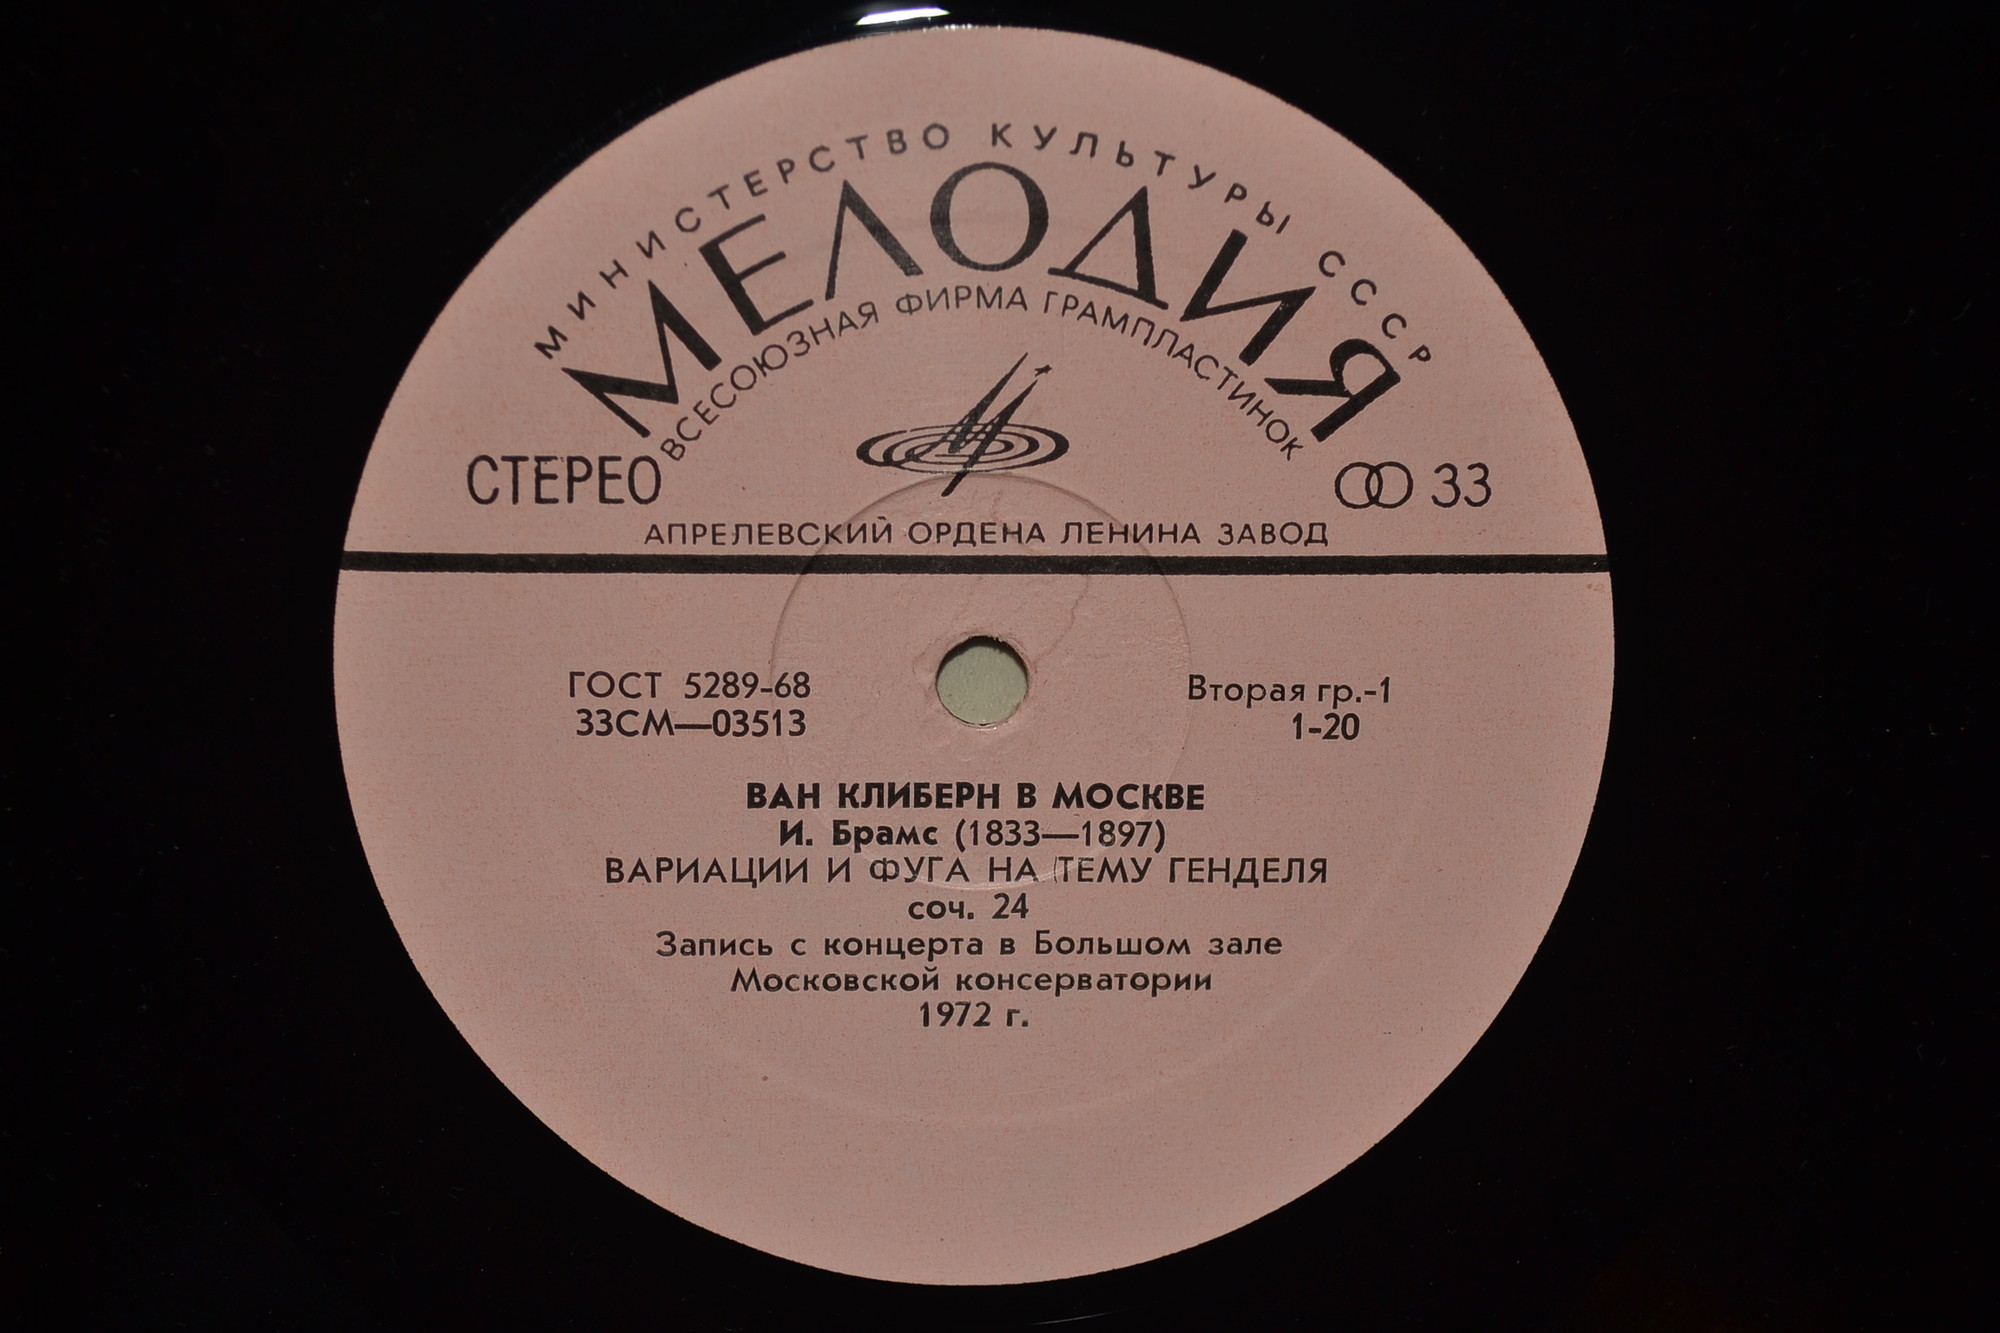 МИНИСТЕРСТВО КУЛЬТУРЫ СССР
МЕЛОДИЯ
ВСЕСОЮЗНАЯ ФИРМА ГРАМПЛАСТИНОК
СТЕРЕО
33
АПРЕЛЕВСКИЙ ОРДЕНА ЛЕНИНА ЗАВОД
ГОСТ 5289-68
33СМ—03513
Вторая гр.-1
1-20
ВАН КЛИБЕРН В МОСКВЕ
И. Брамс (1833—1897)
ВАРИАЦИИ И ФУГА НА ТЕМУ ГЕНДЕЛЯ
соч. 24
Запись с концерта в Большом зале
Московской консерватории
1972 г.